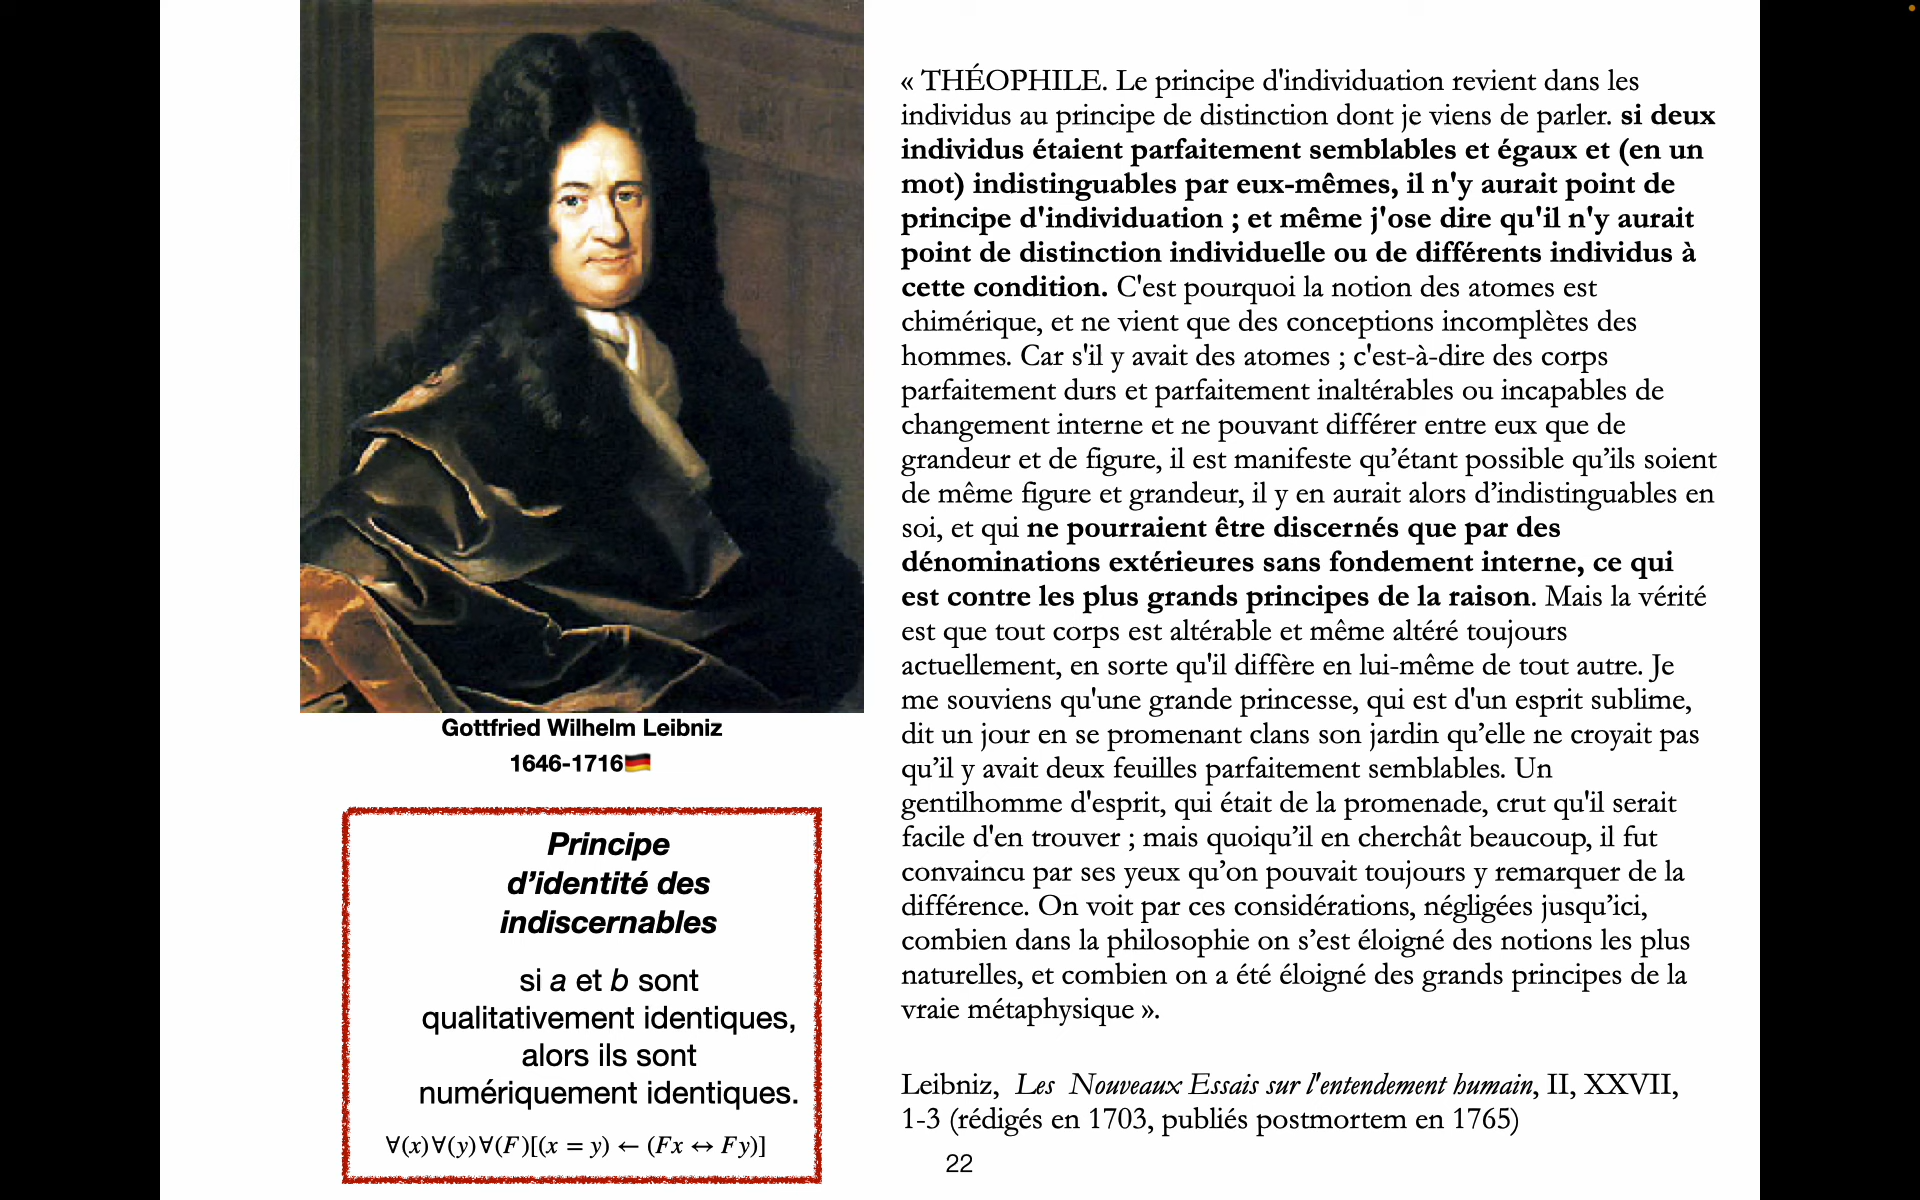 Gottfried Wilhelm Leibniz
1646-1716🇩🇪
Principe
d’identité des
indiscernables
si a et b sont
qualitativement identiques,
alors ils sont
numériquement identiques.
∀(x)∀(y)∀(F)[(x = y) ← (Fx ↔ Fy)]
« THÉOPHILE. Le principe d'individuation revient dans les
individus au principe de distinction dont je viens de parler. si deux
individus étaient parfaitement semblables et égaux et (en un
mot) indistinguables par eux-mêmes, il n'y aurait point de
principe d'individuation ; et même j'ose dire qu'il n'y aurait
point de distinction individuelle ou de différents individus à
cette condition. C'est pourquoi la notion des atomes est
chimérique, et ne vient que des conceptions incomplètes des
hommes. Car s'il y avait des atomes ; c'est-à-dire des corps
parfaitement durs et parfaitement inaltérables ou incapables de
changement interne et ne pouvant différer entre eux que de
grandeur et de figure, il est manifeste qu’étant possible qu’ils soient
de même figure et grandeur, il y en aurait alors d’indistinguables en
soi, et qui ne pourraient être discernés que par des
dénominations extérieures sans fondement interne, ce qui
est contre les plus grands principes de la raison. Mais la vérité
est que tout corps est altérable et même altéré toujours
actuellement, en sorte qu'il diffère en lui-même de tout autre. Je
me souviens qu'une grande princesse, qui est d'un esprit sublime,
dit un jour en se promenant clans son jardin qu’elle ne croyait pas
qu’il y avait deux feuilles parfaitement semblables. Un
gentilhomme d'esprit, qui était de la promenade, crut qu'il serait
facile d'en trouver ; mais quoiqu’il en cherchât beaucoup, il fut
convaincu par ses yeux qu’on pouvait toujours y remarquer de la
différence. On voit par ces considérations, négligées jusqu’ici,
combien dans la philosophie on s’est éloigné des notions les plus
naturelles, et combien on a été éloigné des grands principes de la
vraie métaphysique ».
Leibniz, Les Nouveaux Essais sur l'entendement humain, II, XXVII,
1-3 (rédigés en 1703, publiés postmortem en 1765)
22